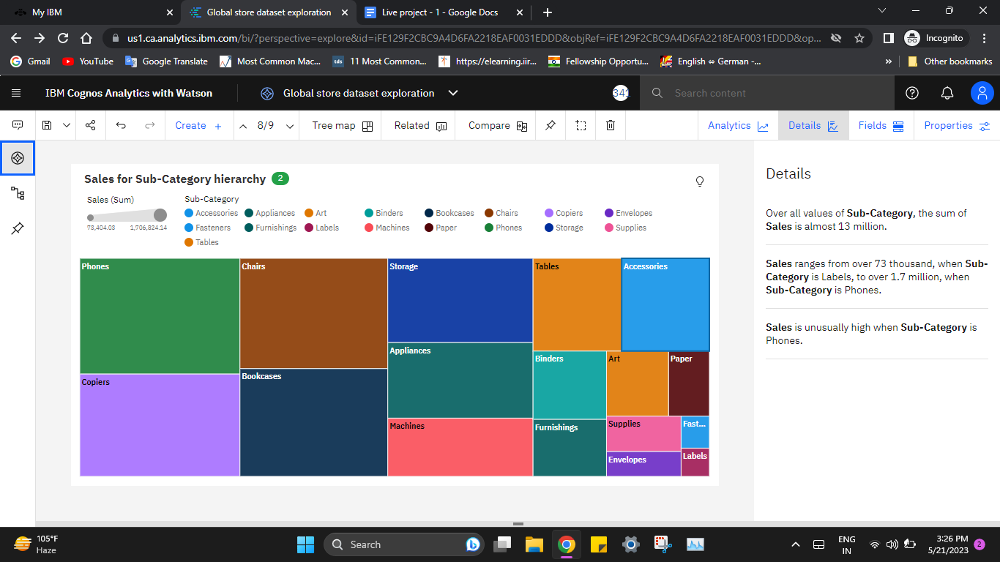 My IBM
Global store dataset exploration
Live project - 1 - Google Docs
us1.ca.analytics.ibm.com/bi/?perspective=explore&id=iFE129F2CBC9A4D6FA2218EAF0031EDDD&objRef=iFE129F2CBC9A4D6FA2218EAF0031EDDD&op...
Incognito
Gmail
YouTube
Google Translate
Most Common Mac...
tds
11 Most Common...
https://elearning.iir...
Fellowship Opportu...
English ⇔ German -...
»
Other bookmarks
IBM Cognos Analytics with Watson
Global store dataset exploration
341
Search content
Create +
8/9
Tree map
Related
Compare
Analytics
Details
Fields
Properties
Sales for Sub-Category hierarchy 2
Sales (Sum)
73,404.03 1,706,824.14
Sub-Category
Accessories Appliances Art Binders Bookcases Chairs Copiers Envelopes
Fasteners Furnishings Labels Machines Paper Phones Storage Supplies
Tables
Phones
Chairs
Storage
Tables
Accessories
Appliances
Binders
Art
Paper
Copiers
Bookcases
Machines
Furnishings
Supplies
Fast...
Envelopes
Labels
Details
Over all values of Sub-Category, the sum of
Sales is almost 13 million.
Sales ranges from over 73 thousand, when Sub-
Category is Labels, to over 1.7 million, when
Sub-Category is Phones.
Sales is unusually high when Sub-Category is
Phones.
105°F
Haze
Search
ENG
IN
3:26 PM
5/21/2023
2